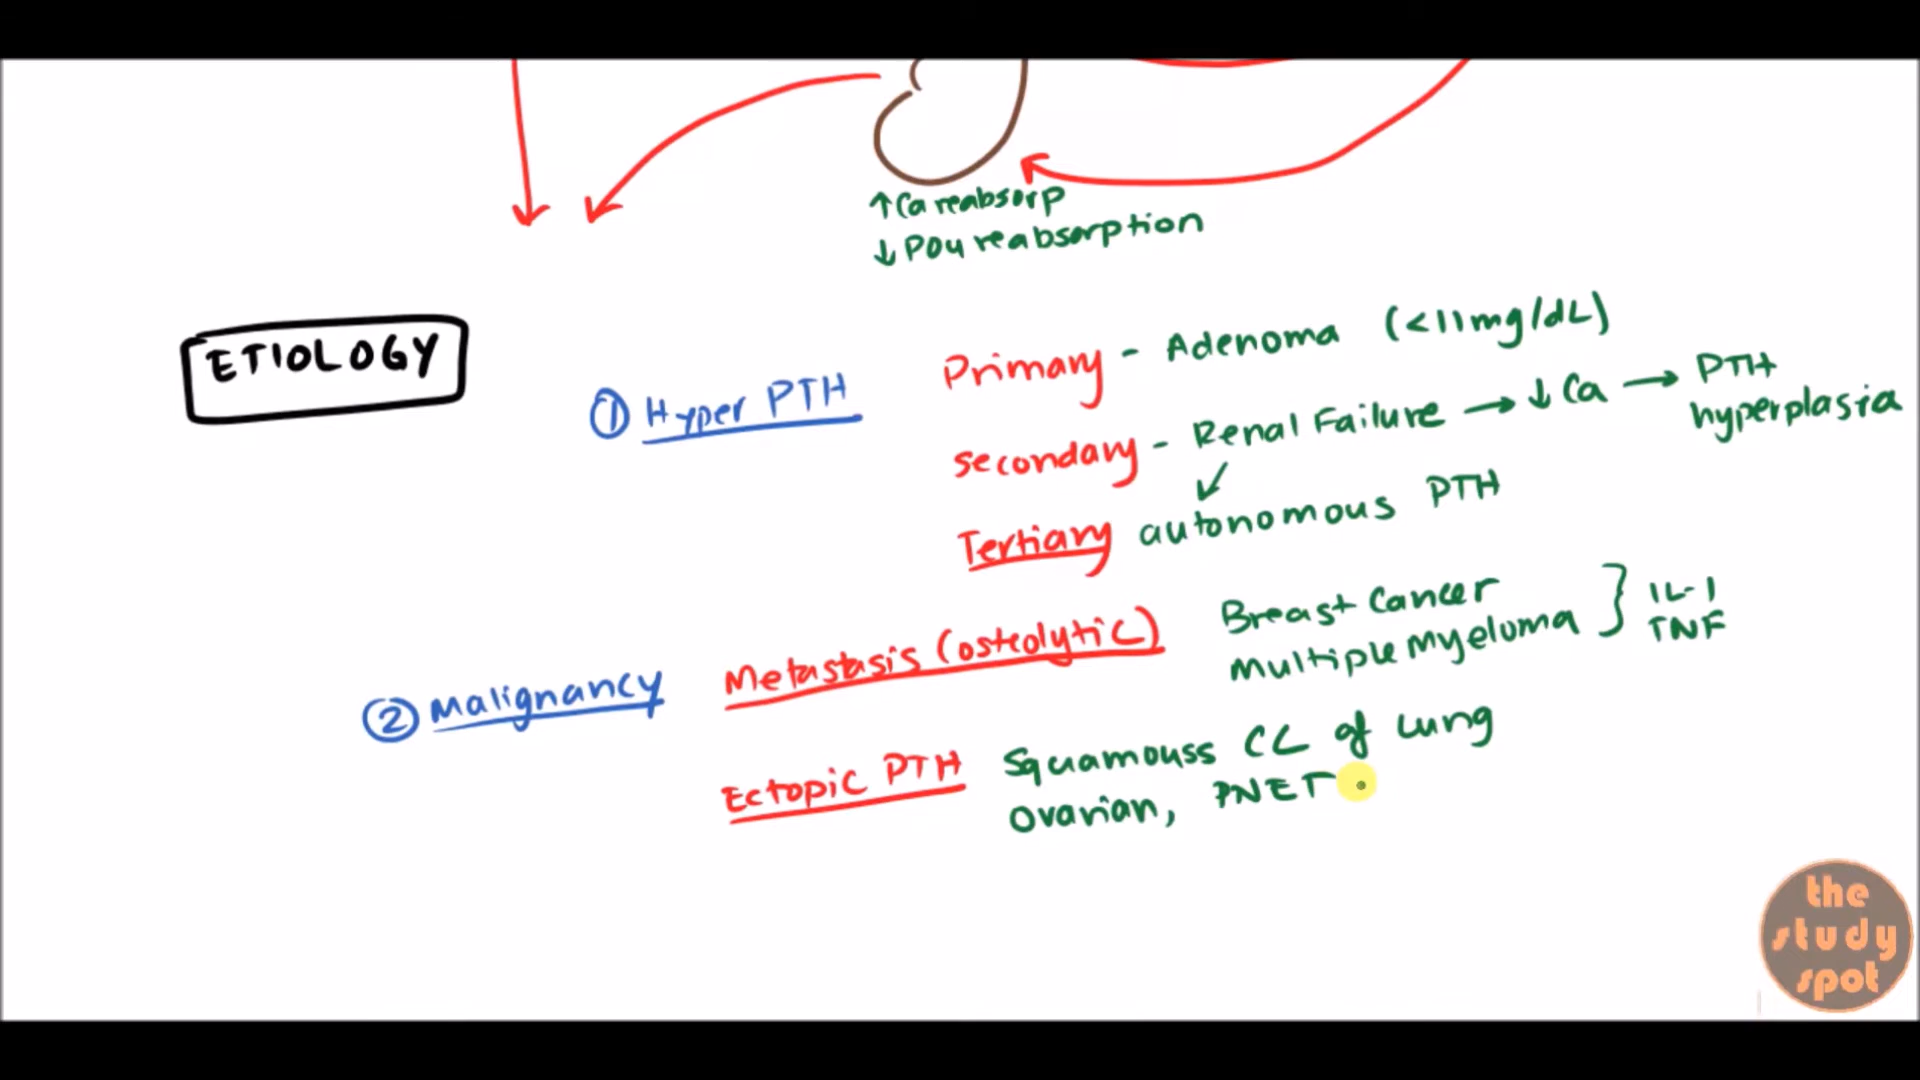 ↑Ca reabsorp
↓ PO4 reabsorption
ETIOLOGY
① Hyper PTH
Primary - Adenoma (<11mg/dL)
Secondary - Renal Failure → ↓ Ca → PTH hyperplasia
Tertiary autonomous PTH
② Malignancy
Metastasis (osteolytic)
Breast Cancer
Multiple Myeloma } IL-1
TNF
Ectopic PTH
Squamouss CC of Lung
Ovarian, PNET
the
study
spot